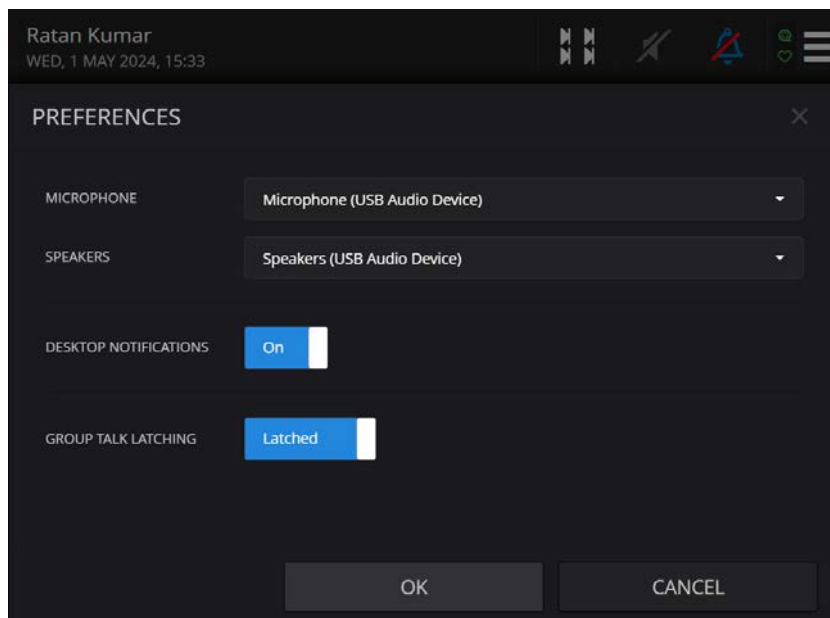 Ratan Kumar
WED, 1 MAY 2024, 15:33
PREFERENCES
MICROPHONE
Microphone (USB Audio Device)
SPEAKERS
Speakers (USB Audio Device)
DESKTOP NOTIFICATIONS
On
GROUP TALK LATCHING
Latched
OK
CANCEL